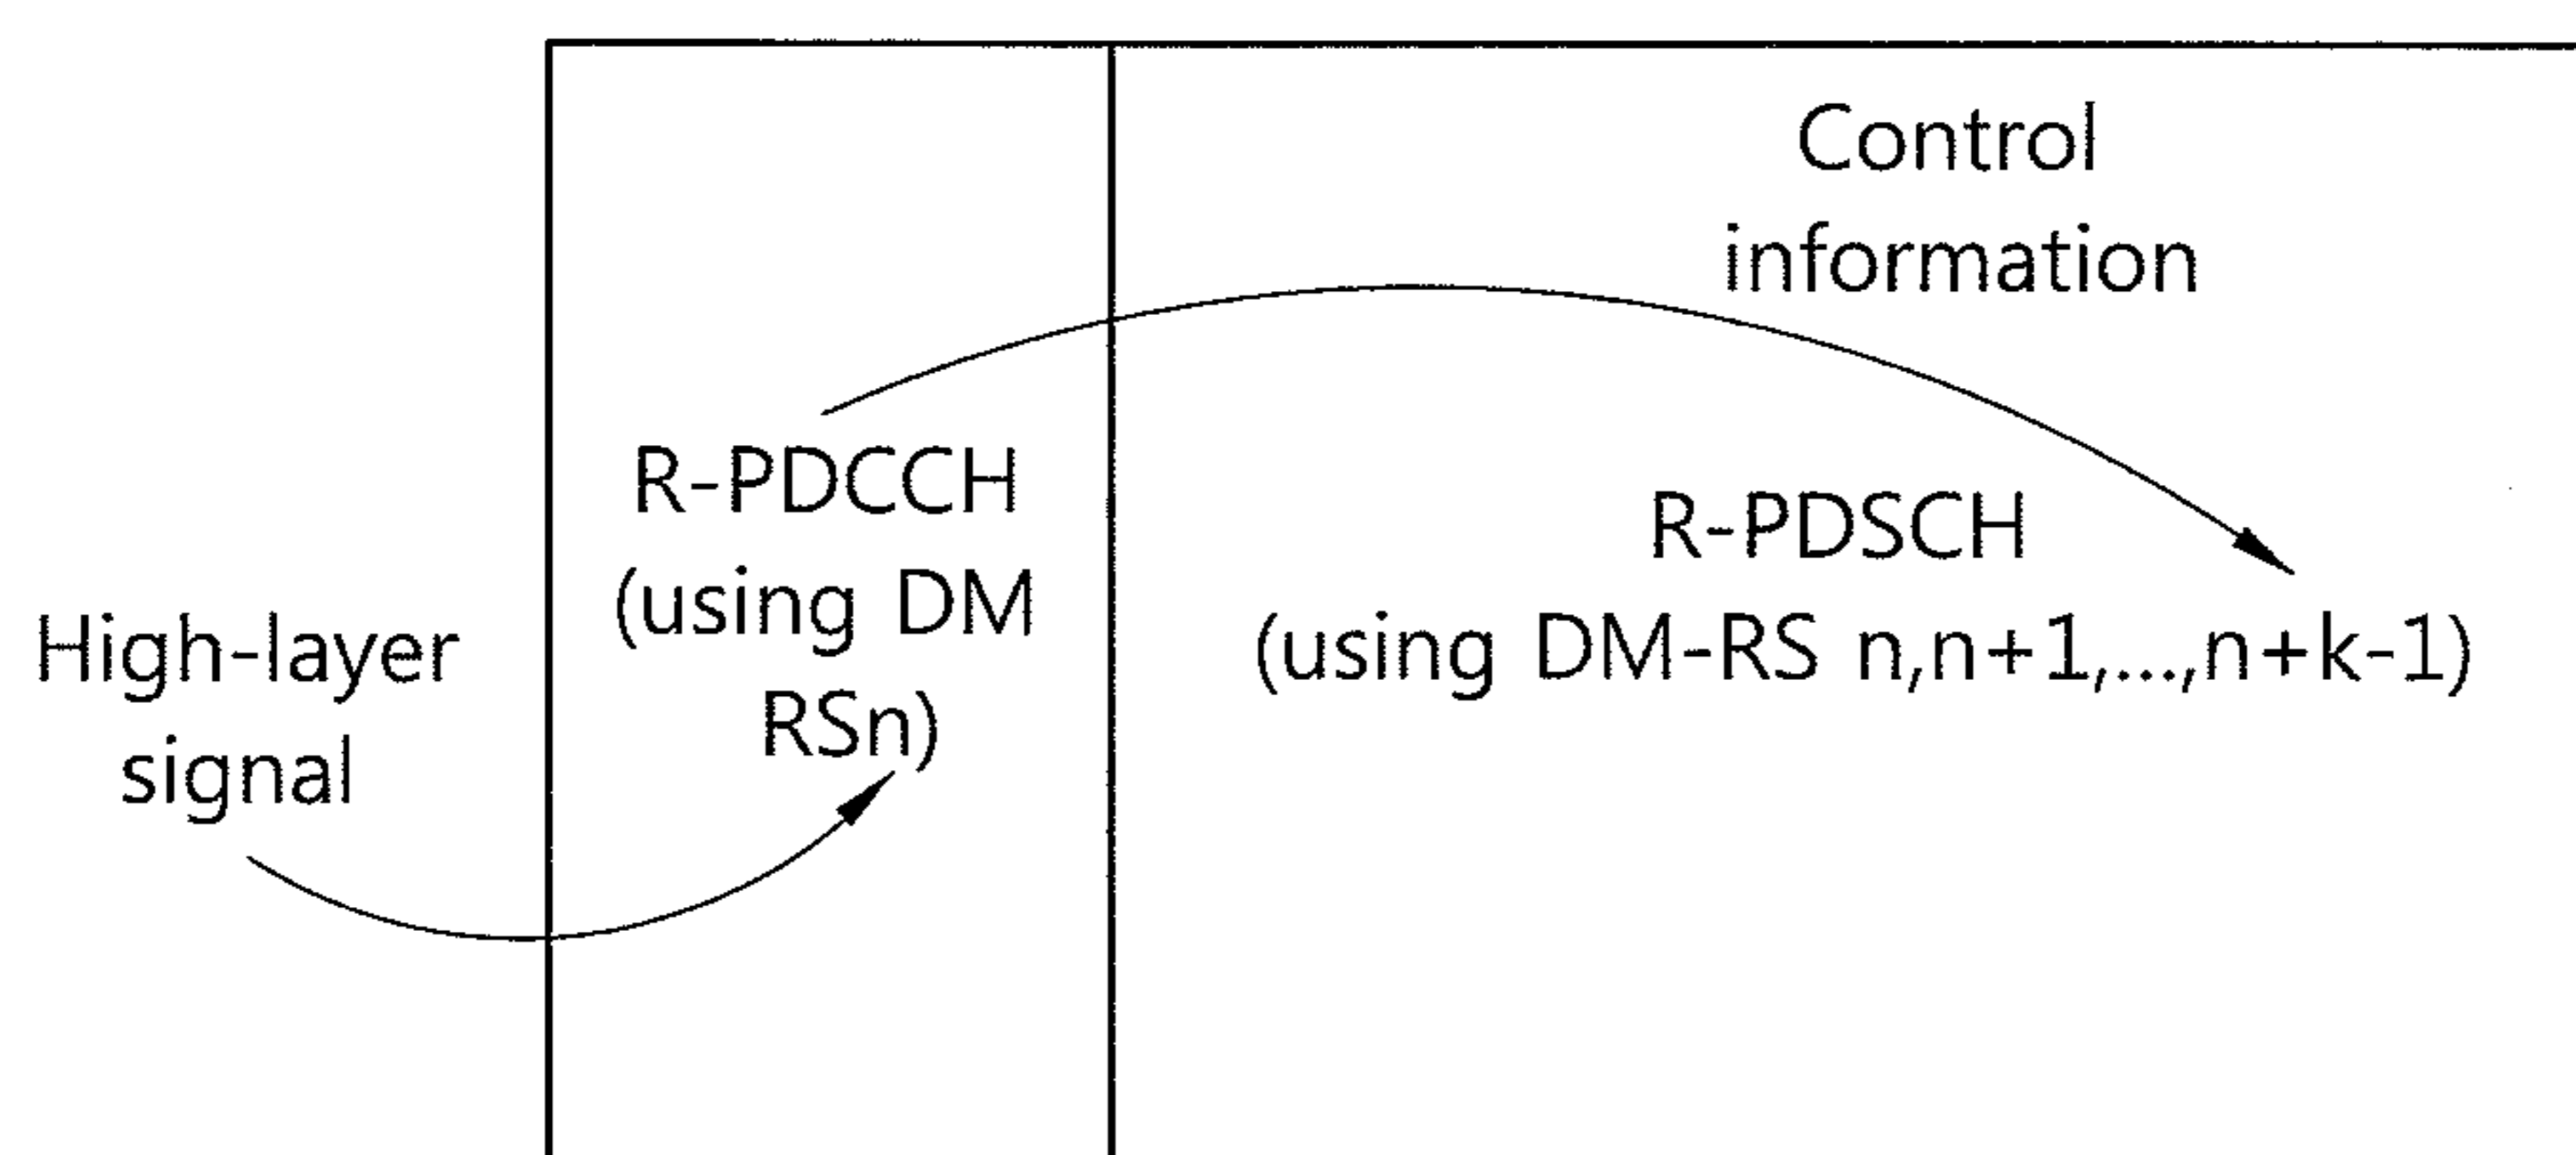 High-layer
signal
R-PDCCH
(using DM
RSn)
Control
information
R-PDSCH
(using DM-RS n,n+1,...,n+k-1)